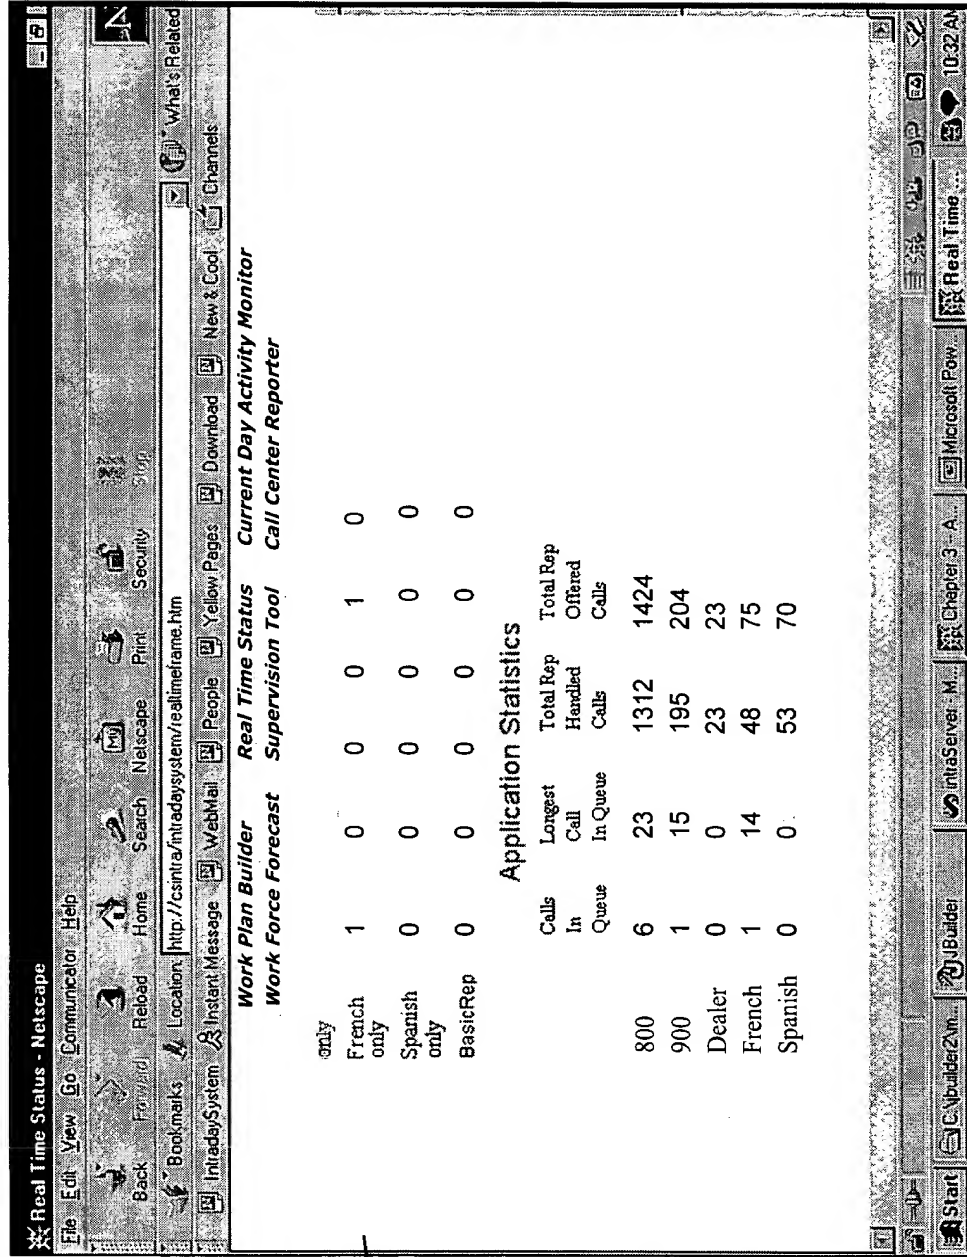 Real Time Status - Netscape
File Edit View Go Communicator Help
Back Forward Reload Home Search Netscape Print Security Stop
Bookmarks Location: http://csintra/intradaysystem/realtimeframe.htm What's Related
IntradaySystem Instant Message WebMail People Yellow Pages Download New & Cool Channels
Work Plan Builder Real Time Status Current Day Activity Monitor
Work Force Forecast Supervision Tool Call Center Reporter
only
French only 1 0 0 0 1 0
Spanish only 0 0 0 0 0 0
BasicRep 0 0 0 0 0 0
Application Statistics
Calls In Queue Longest Call In Queue Total Rep Handled Calls Total Rep Offered Calls
800 6 23 1312 1424
900 1 15 195 204
Dealer 0 0 23 23
French 1 14 48 75
Spanish 0 0 53 70
Start C:\jbuilder2\m... JBuilder intraServer - M... Chapter 3 - A... Microsoft Pow... Real Time ... 10:32 AM